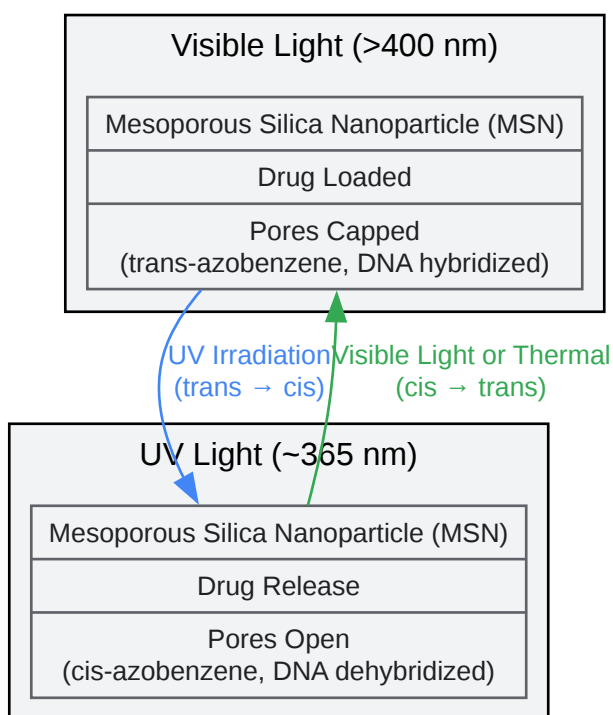 Visible Light (>400 nm)
Mesoporous Silica Nanoparticle (MSN)
Drug Loaded
Pores Capped
(trans-azobenzene, DNA hybridized)
UV Irradiation
(trans → cis)
Visible Light or Thermal
(cis → trans)
UV Light (~365 nm)
Mesoporous Silica Nanoparticle (MSN)
Drug Release
Pores Open
(cis-azobenzene, DNA dehybridized)